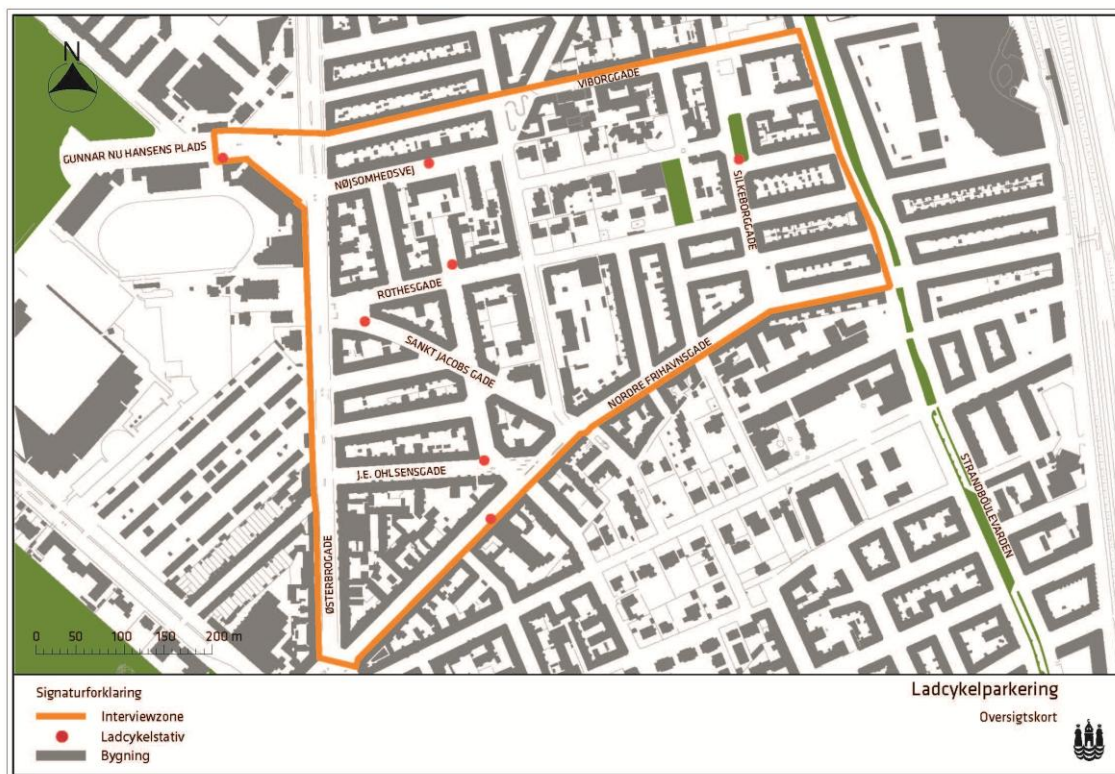 N
VIBORGGADE
GUNNAR NU HANSENS PLADS
NØJSOMHEDSVEJ
SILKEBORGGADE
ROTHESGADE
SANKT JACOBS GADE
NORDRE FRIHAVNSGADE
J.E. OHLSENSGADE
STRANDBOULEVARDEN
ØSTERBROGADE
0 50 100 150 200 m
Signaturforklaring
Interviewzone
Ladcykelstativ
Bygning
Ladcykelparkering
Oversigtskort